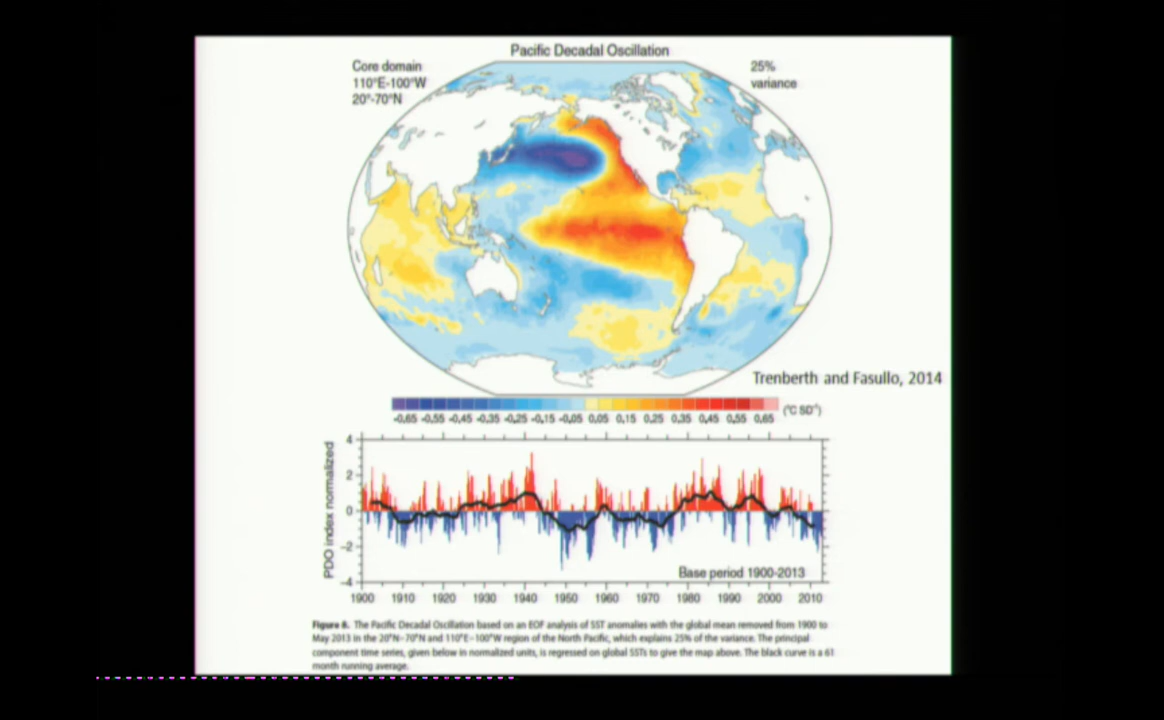 Pacific Decadal Oscillation
Core domain
110°E-100°W
20°-70°N
25%
variance
Trenberth and Fasullo, 2014
-0.65 -0.55 -0.45 -0.35 -0.25 -0.15 -0.05 0.05 0.15 0.25 0.35 0.45 0.55 0.65 (°C SD⁻¹)
PDO index normalized
4
2
0
-2
-4
Base period 1900-2013
1900 1910 1920 1930 1940 1950 1960 1970 1980 1990 2000 2010
Figure 8. The Pacific Decadal Oscillation based on an EOF analysis of SST anomalies with the global mean removed from 1900 to
May 2013 in the 20°N–70°N and 110°E–100°W region of the North Pacific, which explains 25% of the variance. The principal
component time series, given below in normalized units, is regressed on global SSTs to give the map above. The black curve is a 61
month running average.